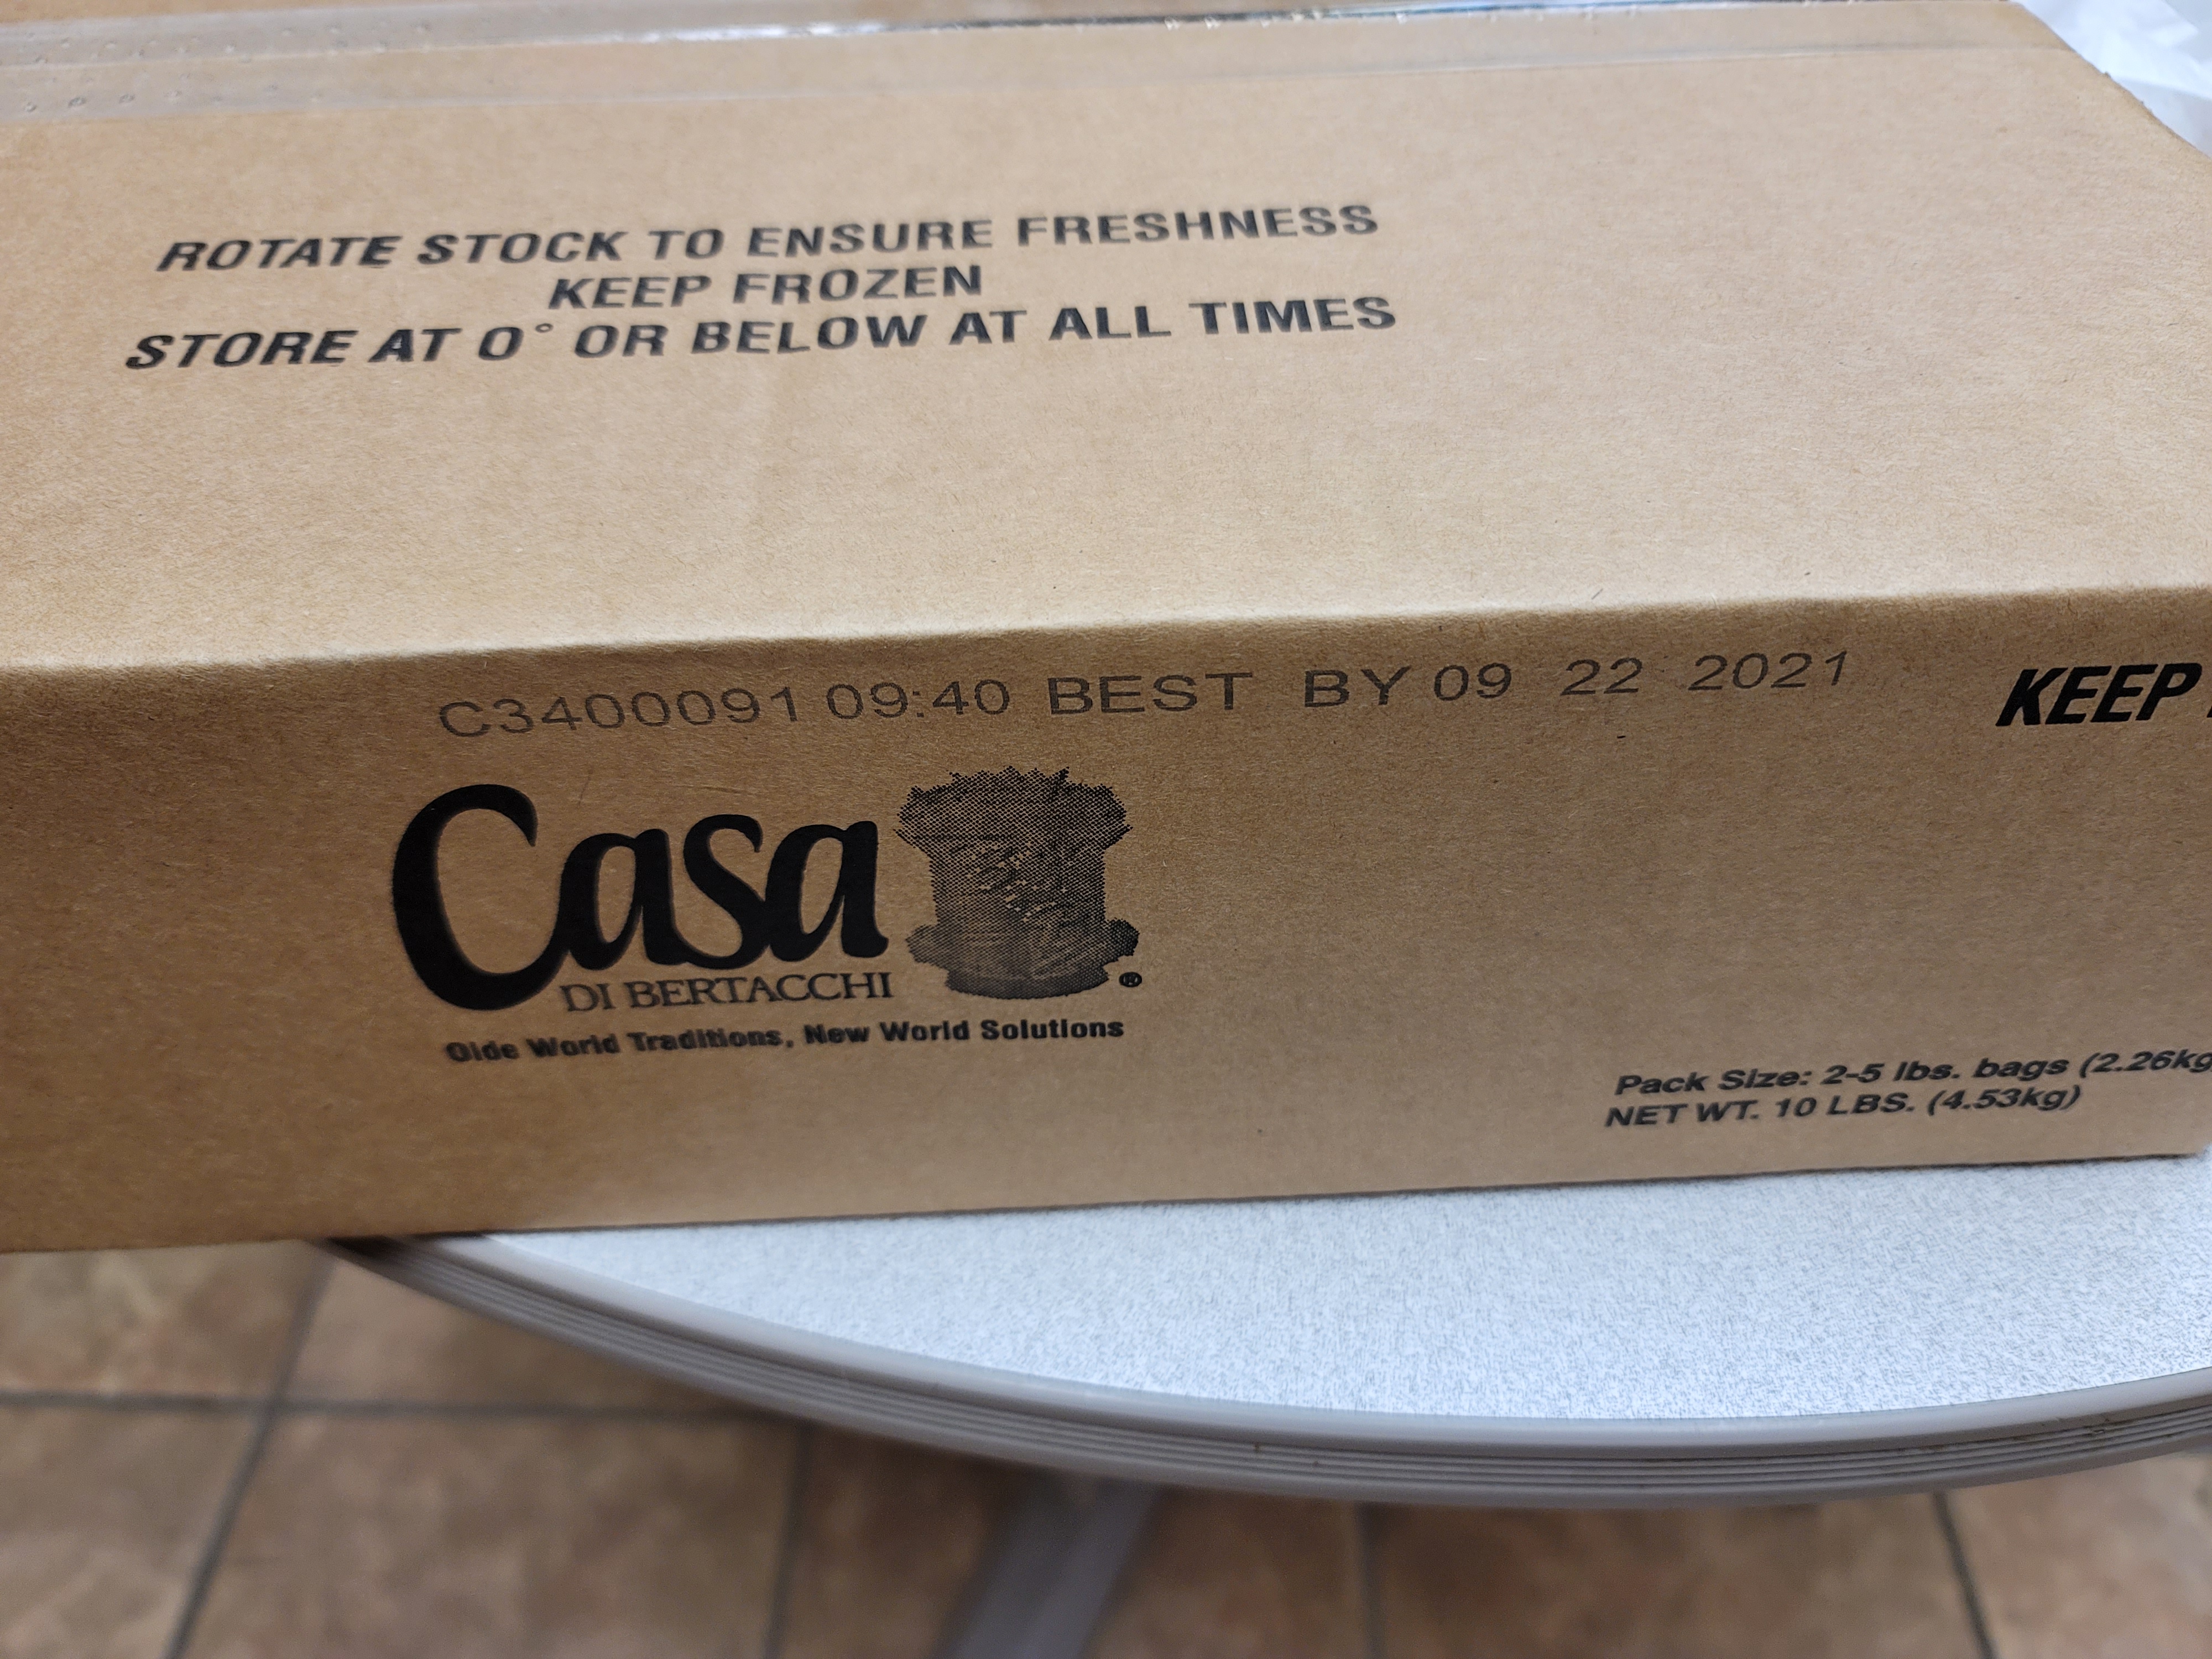 ROTATE STOCK TO ENSURE FRESHNESS
KEEP FROZEN
STORE AT 0° OR BELOW AT ALL TIMES
C3400091 09:40 BEST BY 09 22 2021
KEEP
Casa
DI BERTACCHI
®
Olde World Traditions, New World Solutions
Pack Size: 2-5 lbs. bags (2.26kg
NET WT. 10 LBS. (4.53kg)